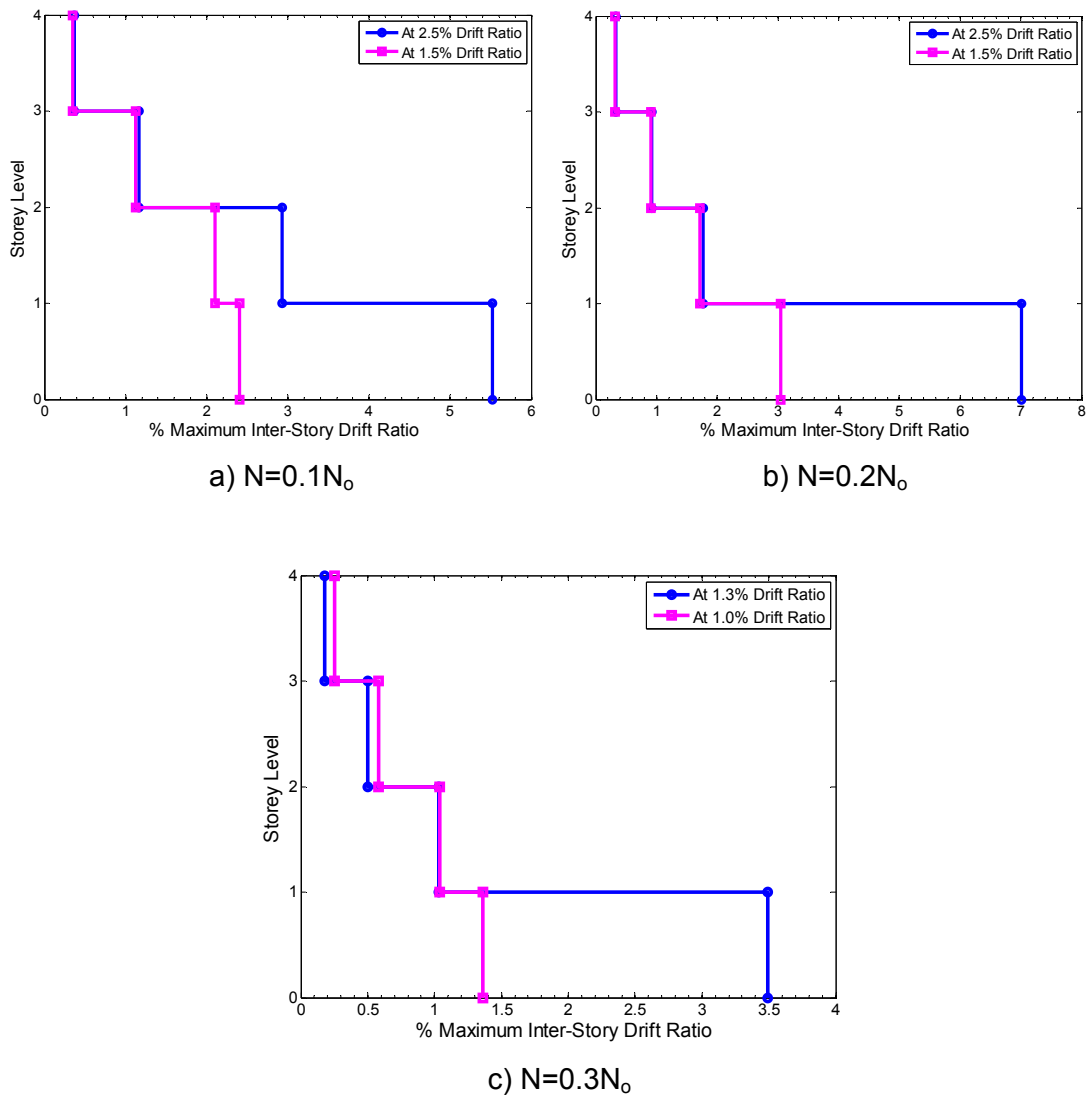 4
3
2
1
0
Storey Level
At 2.5% Drift Ratio
At 1.5% Drift Ratio
0 1 2 3 4 5 6
% Maximum Inter-Story Drift Ratio
a) N=0.1Nₒ
4
3
2
1
0
Storey Level
At 2.5% Drift Ratio
At 1.5% Drift Ratio
0 1 2 3 4 5 6 7 8
% Maximum Inter-Story Drift Ratio
b) N=0.2Nₒ
4
3
2
1
0
Storey Level
At 1.3% Drift Ratio
At 1.0% Drift Ratio
0 0.5 1 1.5 2 2.5 3 3.5 4
% Maximum Inter-Story Drift Ratio
c) N=0.3Nₒ